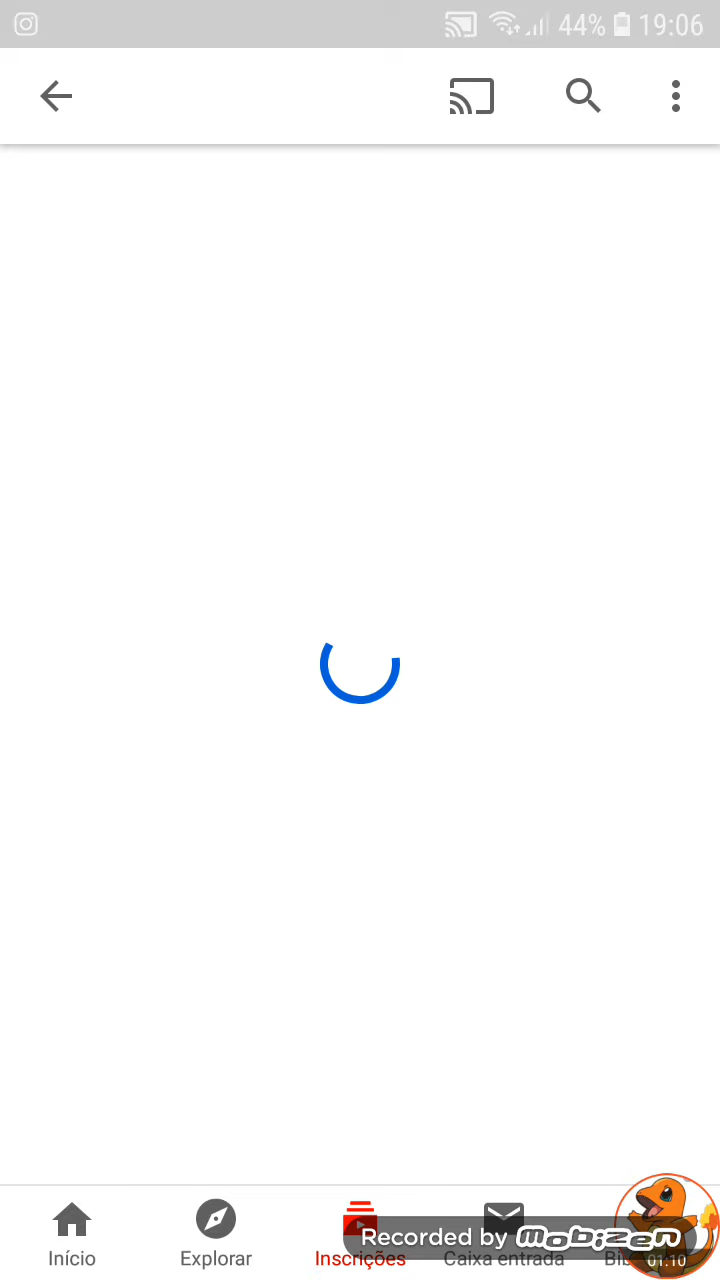 44% 19:06
Início Explorar Inscrições Caixa entrada
Recorded by mobizen
01:10